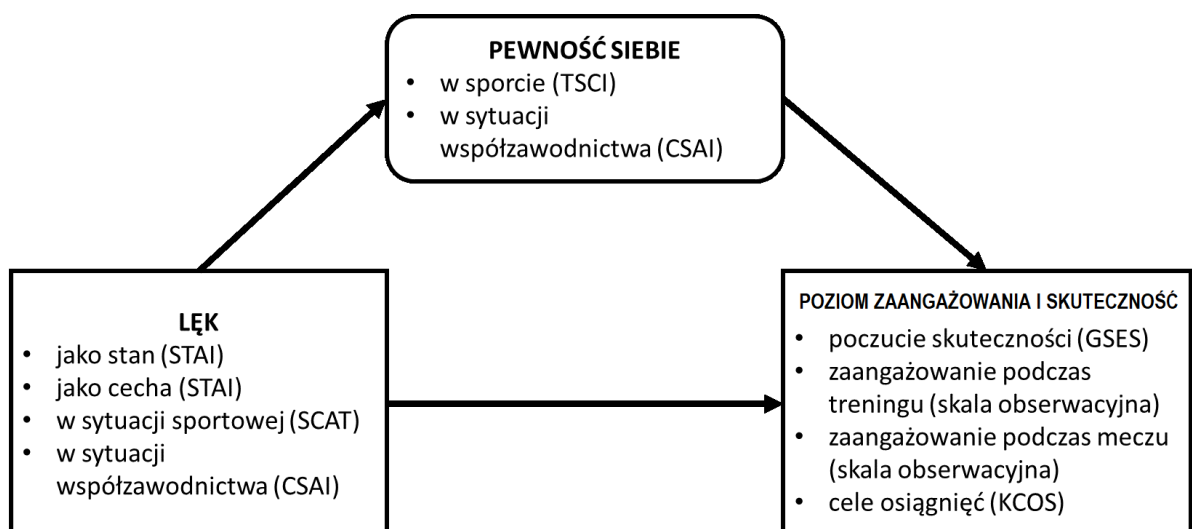 PEWNOŚĆ SIEBIE
• w sporcie (TSCI)
• w sytuacji
współzawodnictwa (CSAI)
LĘK
• jako stan (STAI)
• jako cecha (STAI)
• w sytuacji sportowej (SCAT)
• w sytuacji
współzawodnictwa (CSAI)
POZIOM ZAANGAŻOWANIA I SKUTECZNOŚĆ
• poczucie skuteczności (GSES)
• zaangażowanie podczas
treningu (skala obserwacyjna)
• zaangażowanie podczas meczu
(skala obserwacyjna)
• cele osiągnięć (KCOS)